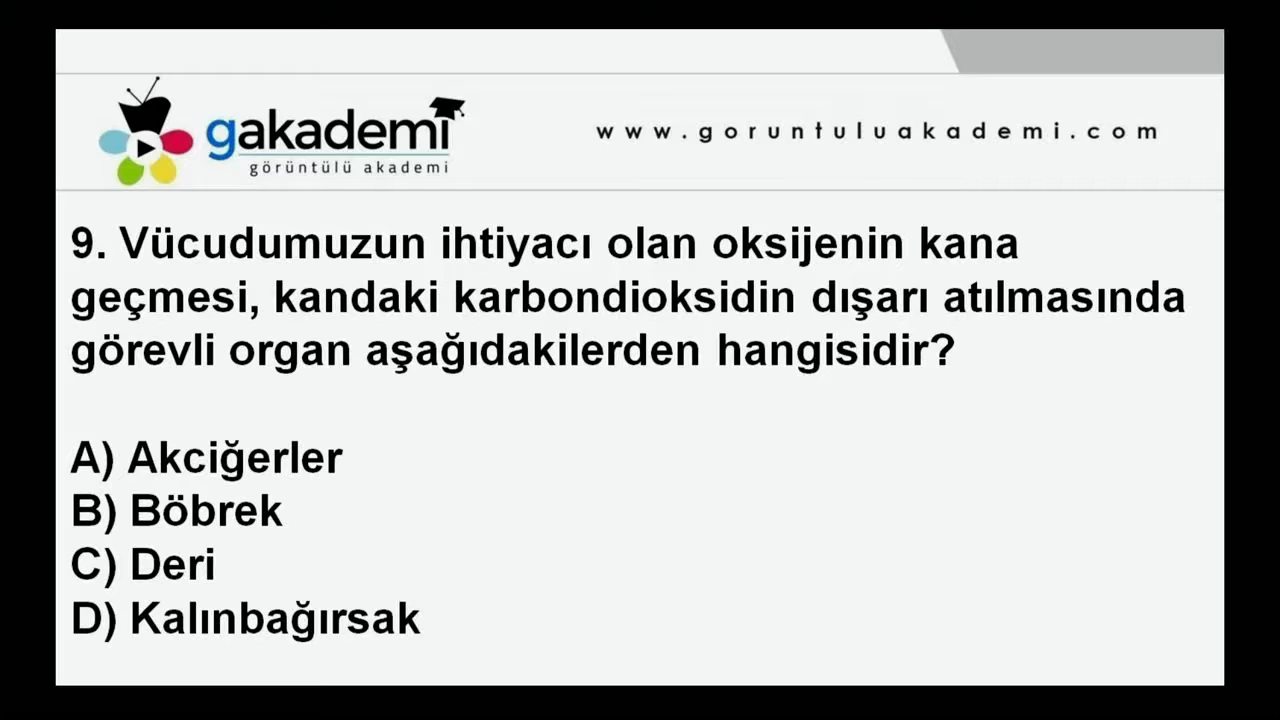 gakademi
görüntülü akademi
www.goruntuluakademi.com
9. Vücudumuzun ihtiyacı olan oksijenin kana
geçmesi, kandaki karbondioksidin dışarı atılmasında
görevli organ aşağıdakilerden hangisidir?
A) Akciğerler
B) Böbrek
C) Deri
D) Kalınbağırsak